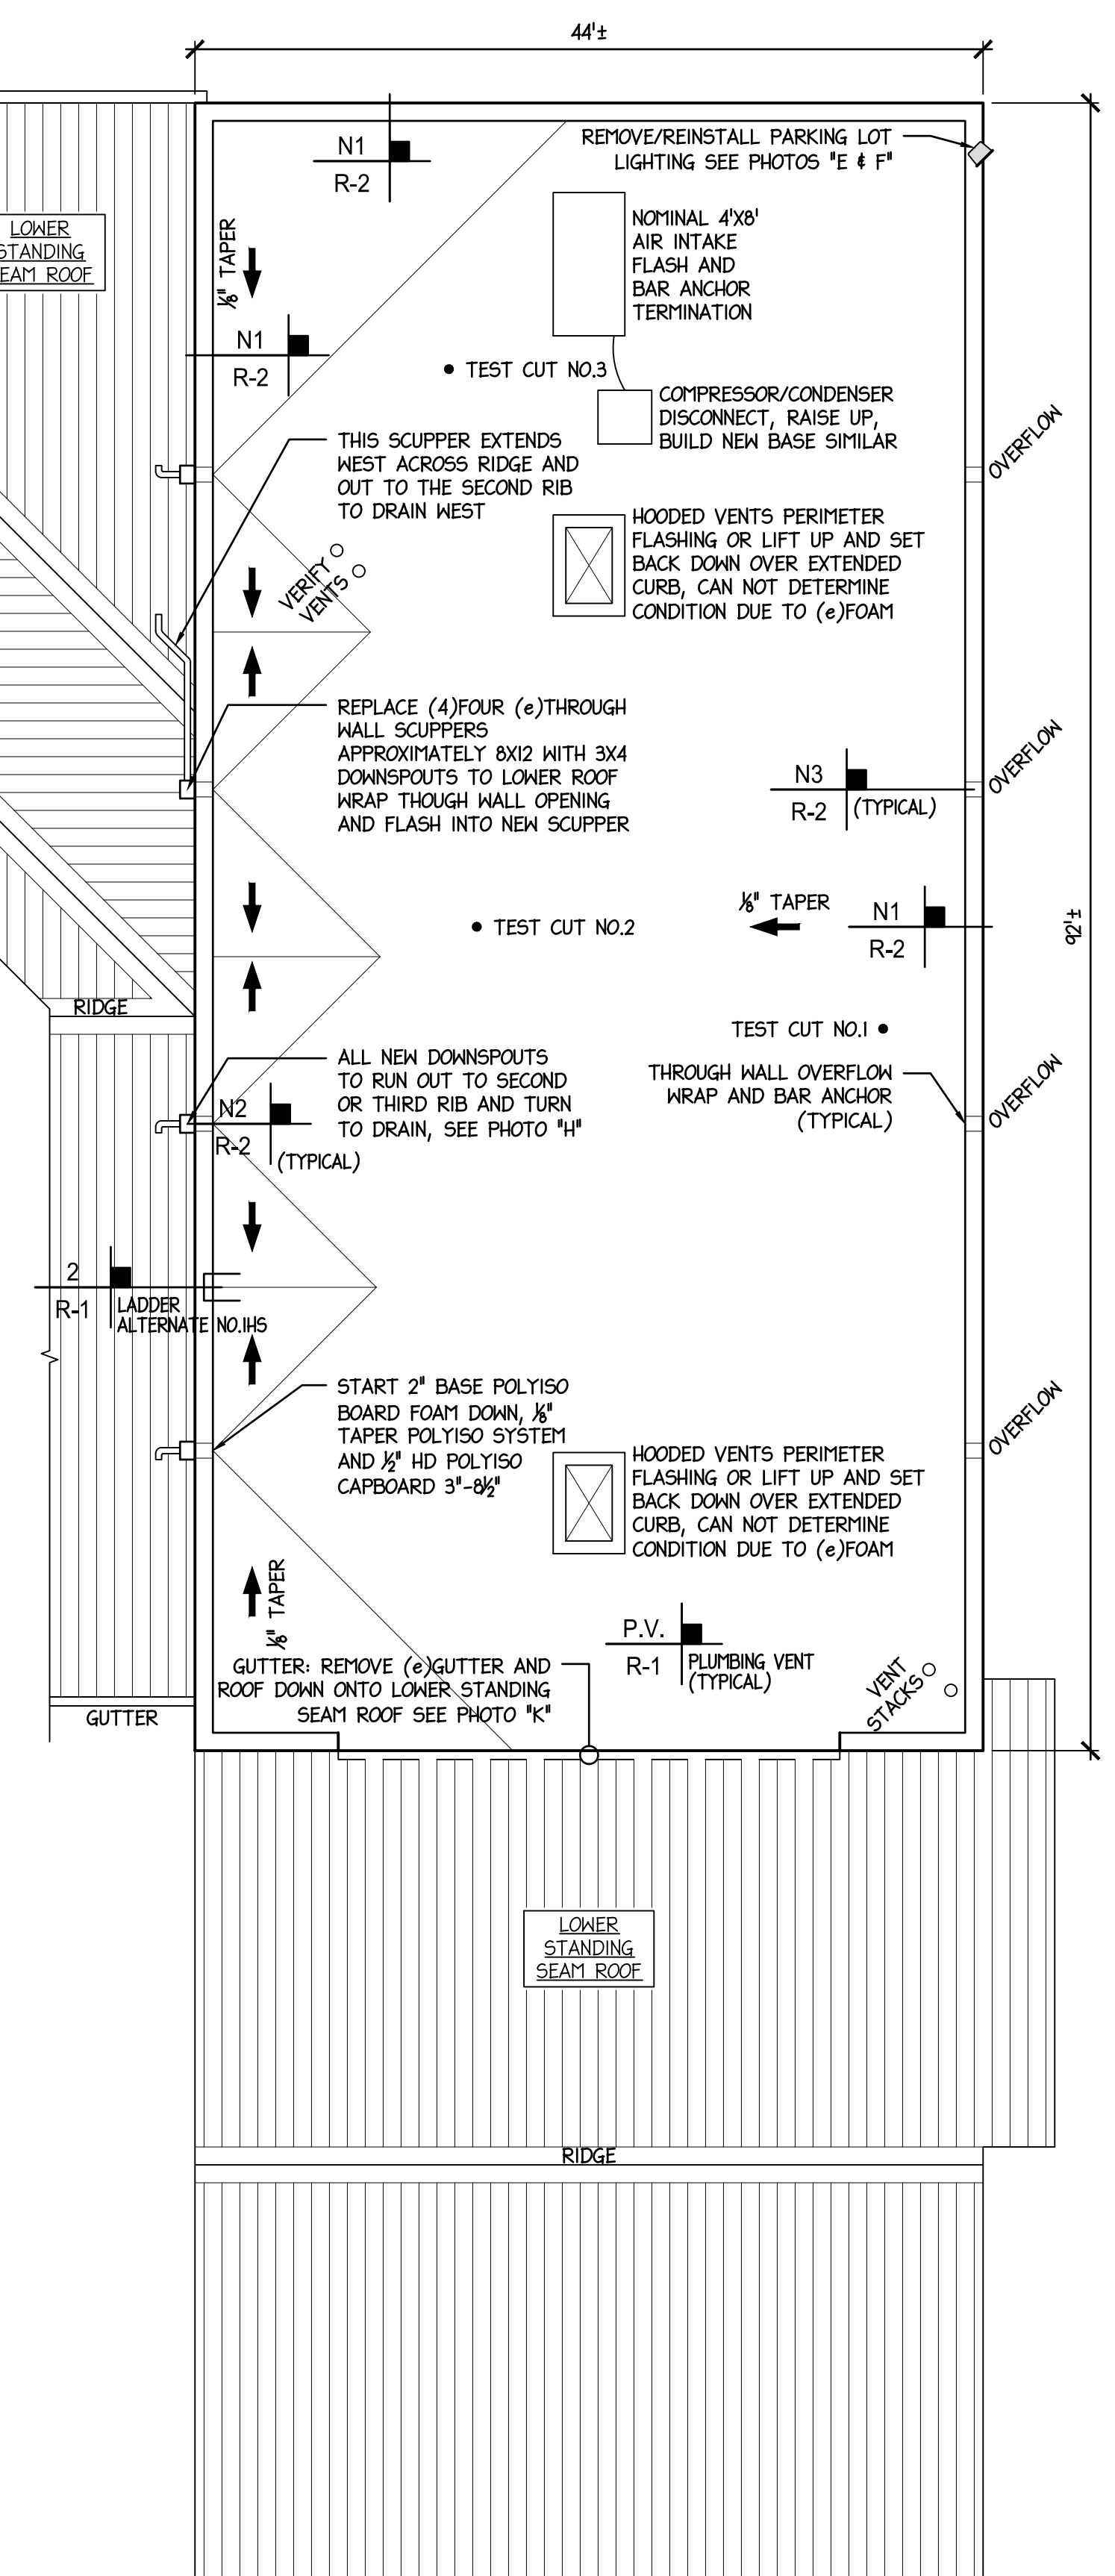 44'±
REMOVE/REINSTALL PARKING LOT
LIGHTING SEE PHOTOS "E & F"
N1
R-2
LOWER
STANDING
SEAM ROOF
⅛" TAPER
NOMINAL 4'X8'
AIR INTAKE
FLASH AND
BAR ANCHOR
TERMINATION
N1
R-2
TEST CUT NO.3
COMPRESSOR/CONDENSER
DISCONNECT, RAISE UP,
BUILD NEW BASE SIMILAR
OVERFLOW
THIS SCUPPER EXTENDS
WEST ACROSS RIDGE AND
OUT TO THE SECOND RIB
TO DRAIN WEST
HOODED VENTS PERIMETER
FLASHING OR LIFT UP AND SET
BACK DOWN OVER EXTENDED
CURB, CAN NOT DETERMINE
CONDITION DUE TO (e)FOAM
VERIFY
VENTS
REPLACE (4)FOUR (e)THROUGH
WALL SCUPPERS
APPROXIMATELY 8X12 WITH 3X4
DOWNSPOUTS TO LOWER ROOF
WRAP THOUGH WALL OPENING
AND FLASH INTO NEW SCUPPER
N3
R-2
(TYPICAL)
OVERFLOW
⅛" TAPER
N1
R-2
92'±
TEST CUT NO.2
RIDGE
TEST CUT NO.1
ALL NEW DOWNSPOUTS
TO RUN OUT TO SECOND
OR THIRD RIB AND TURN
TO DRAIN, SEE PHOTO "H"
THROUGH WALL OVERFLOW
WRAP AND BAR ANCHOR
(TYPICAL)
OVERFLOW
N2
R-2
(TYPICAL)
2
R-1
LADDER
ALTERNATE NO.1HS
START 2" BASE POLYISO
BOARD FOAM DOWN, ⅛"
TAPER POLYISO SYSTEM
AND ½" HD POLYISO
CAPBOARD 3"-8½"
OVERFLOW
HOODED VENTS PERIMETER
FLASHING OR LIFT UP AND SET
BACK DOWN OVER EXTENDED
CURB, CAN NOT DETERMINE
CONDITION DUE TO (e)FOAM
⅛" TAPER
P.V.
R-1
PLUMBING VENT
(TYPICAL)
VENT
STACKS
GUTTER: REMOVE (e)GUTTER AND
ROOF DOWN ONTO LOWER STANDING
SEAM ROOF SEE PHOTO "K"
GUTTER
LOWER
STANDING
SEAM ROOF
RIDGE